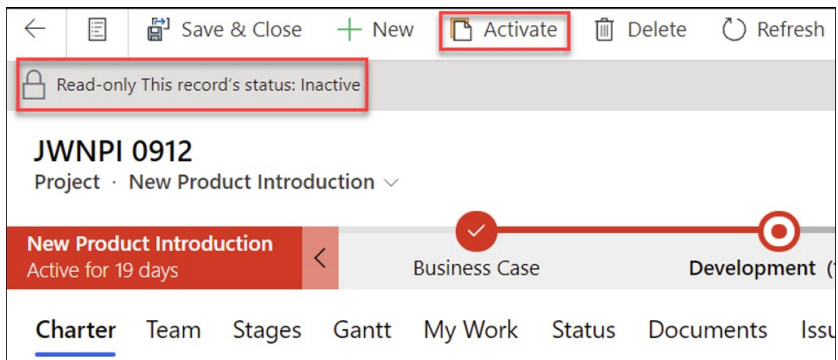 Save & Close New Activate Delete Refresh
Read-only This record's status: Inactive
JWNPI 0912
Project · New Product Introduction
New Product Introduction
Active for 19 days
Business Case Development (
Charter Team Stages Gantt My Work Status Documents Issu